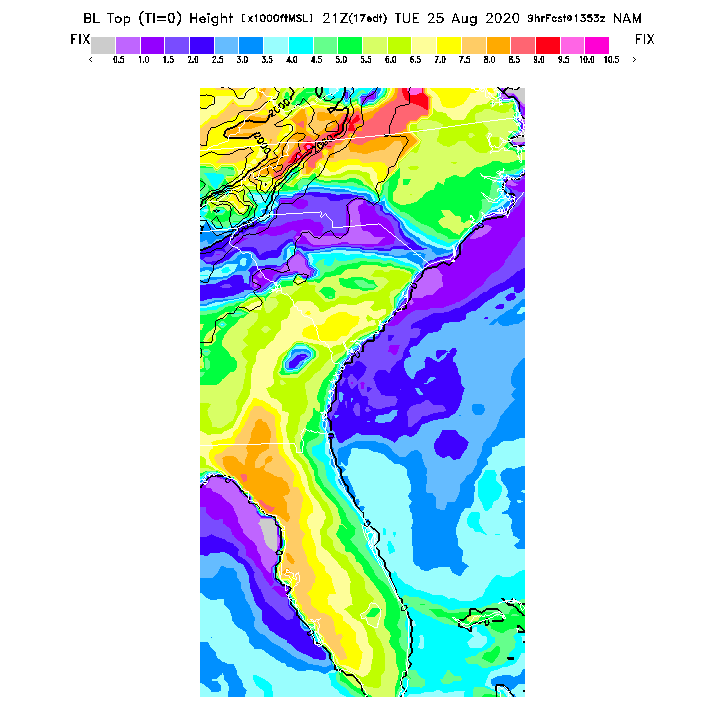 BL Top (TI=0) Height [x1000ftMSL] 21Z(17edt) TUE 25 Aug 2020 9hrFcst@1353z NAM
FIX FIX
< 0.5 1.0 1.5 2.0 2.5 3.0 3.5 4.0 4.5 5.0 5.5 6.0 6.5 7.0 7.5 8.0 8.5 9.0 9.5 10.0 10.5 >
2000
2000